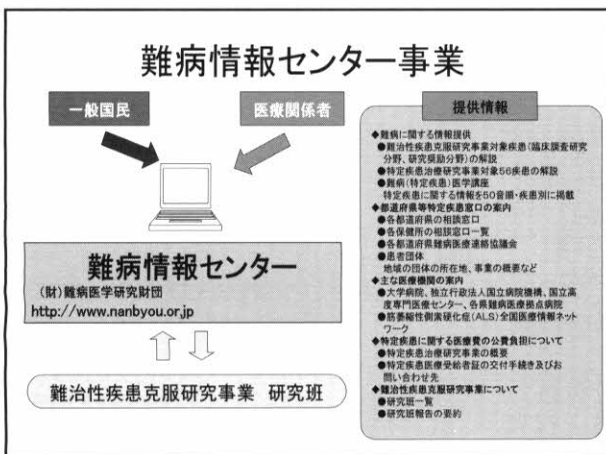 難病情報センター事業
一般国民
医療関係者
難病情報センター
(財)難病医学研究財団
http://www.nanbyou.or.jp
難治性疾患克服研究事業 研究班
提供情報
◆難病に関する情報提供
●難治性疾患克服研究事業対象疾患(臨床調査研究
分野、研究奨励分野)の解説
●特定疾患治療研究事業対象56疾患の解説
●難病(特定疾患)医学講座
特定疾患に関する情報を50音順・疾患別に掲載
◆都道府県等特定疾患窓口の案内
●各都道府県の相談窓口
●各保健所の相談窓口一覧
●各都道府県難病医療連絡協議会
●患者団体
地域の団体の所在地、事業の概要など
◆主な医療機関の案内
●大学病院、独立行政法人国立病院機構、国立高
度専門医療センター、各県難病医療拠点病院
●筋萎縮性側索硬化症(ALS)全国医療情報ネット
ワーク
◆特定疾患に関する医療費の公費負担について
●特定疾患治療研究事業の概要
●特定疾患医療受給者証の交付手続き及びお
問い合わせ先
◆難治性疾患克服研究事業について
●研究班一覧
●研究班報告の要約